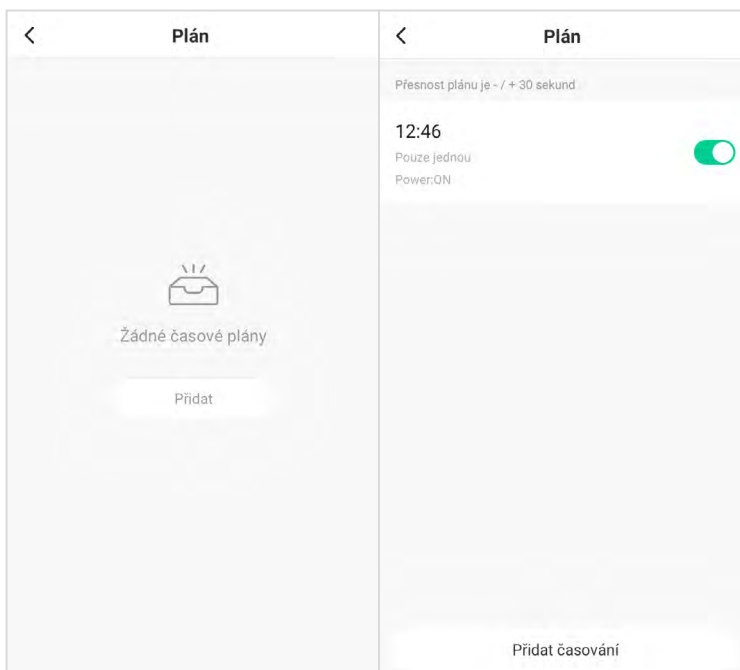 Plán
Žádné časové plány
Přidat
Plán
Přesnost plánu je - / + 30 sekund
12:46
Pouze jednou
Power:ON
Přidat časování